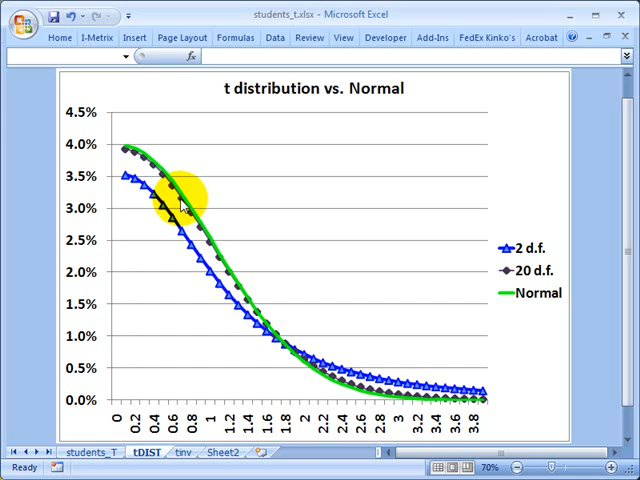 students_t.xlsx - Microsoft Excel
Home I-Metrix Insert Page Layout Formulas Data Review View Developer Add-Ins FedEx Kinko's Acrobat
fx
t distribution vs. Normal
4.5%
4.0%
3.5%
3.0%
2.5%
2.0%
1.5%
1.0%
0.5%
0.0%
2 d.f.
20 d.f.
Normal
0 0.2 0.4 0.6 0.8 1 1.2 1.4 1.6 1.8 2 2.2 2.4 2.6 2.8 3 3.2 3.4 3.6 3.8
students_T tDIST tinv Sheet2
Ready 70%